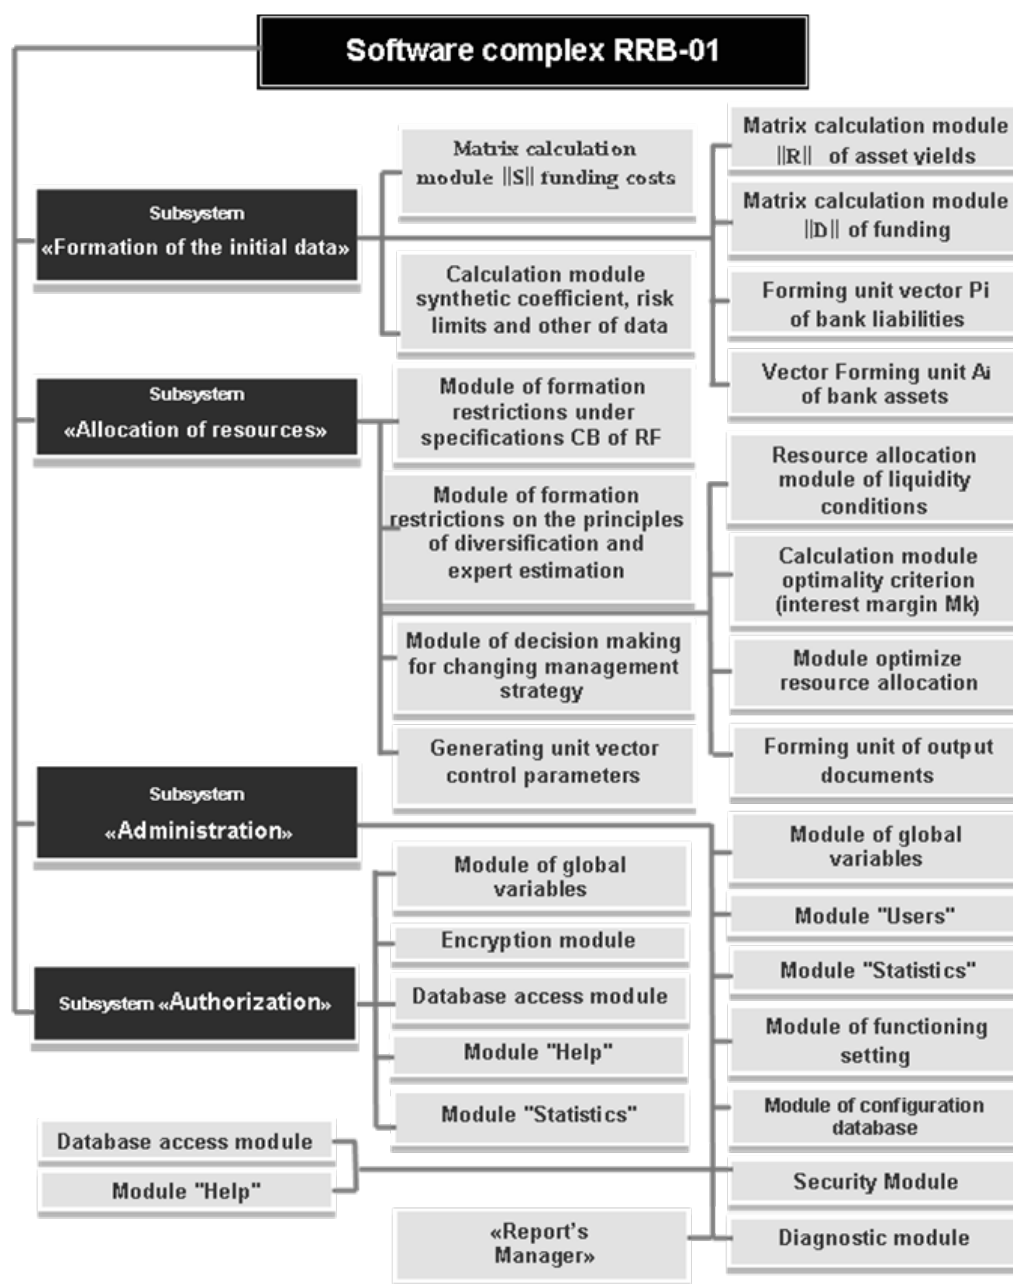 Software complex RRB-01
Subsystem
«Formation of the initial data»
Matrix calculation
module ||S|| funding costs
Calculation module
synthetic coefficient, risk
limits and other of data
Matrix calculation module
||R|| of asset yields
Matrix calculation module
||D|| of funding
Forming unit vector Pi
of bank liabilities
Vector Forming unit Ai
of bank assets
Subsystem
«Allocation of resources»
Module of formation
restrictions under
specifications CB of RF
Module of formation
restrictions on the principles
of diversification and
expert estimation
Module of decision making
for changing management
strategy
Generating unit vector
control parameters
Resource allocation
module of liquidity
conditions
Calculation module
optimality criterion
(interest margin Mk)
Module optimize
resource allocation
Forming unit of output
documents
Subsystem
«Administration»
Module of global
variables
Module "Users"
Module "Statistics"
Module of functioning
setting
Module of configuration
database
Security Module
Diagnostic module
Subsystem «Authorization»
Module of global
variables
Encryption module
Database access module
Module "Help"
Module "Statistics"
Database access module
Module "Help"
«Report's
Manager»